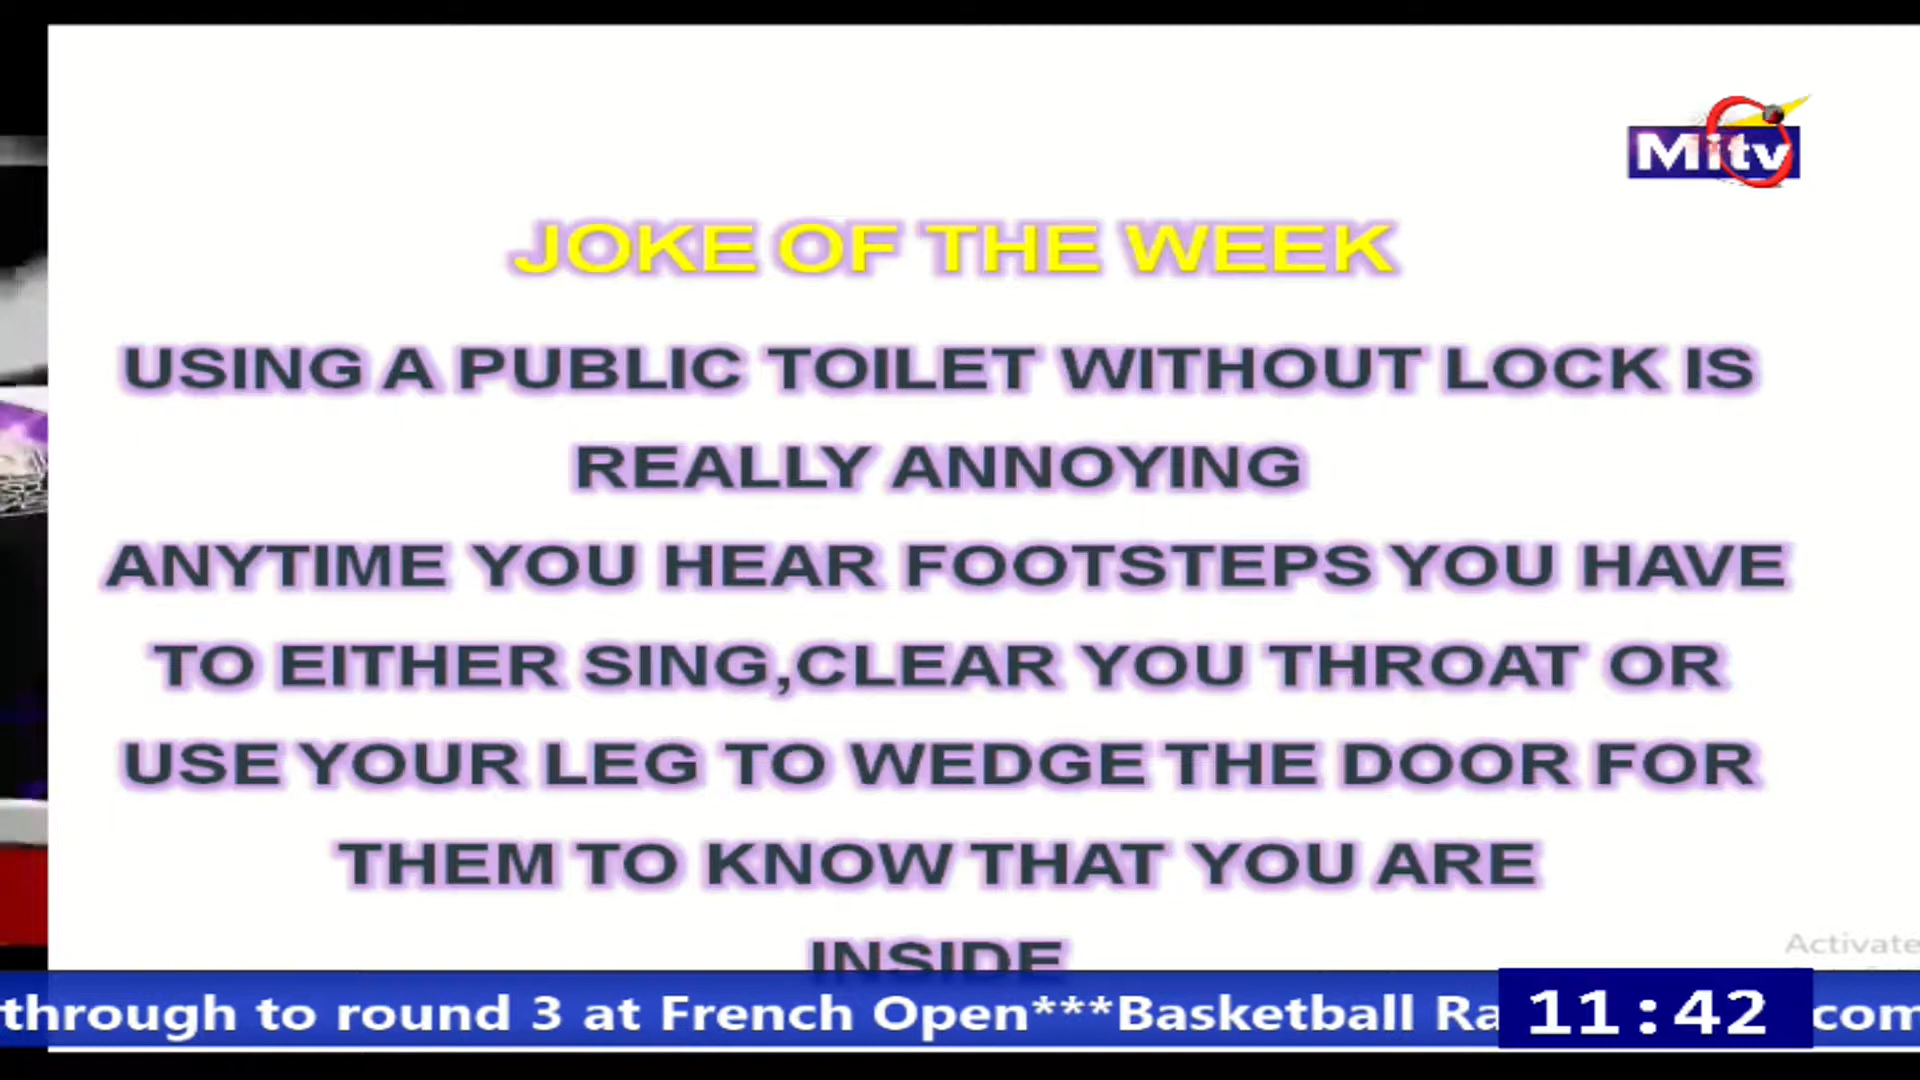 Mitv
JOKE OF THE WEEK
USING A PUBLIC TOILET WITHOUT LOCK IS
REALLY ANNOYING
ANYTIME YOU HEAR FOOTSTEPS YOU HAVE
TO EITHER SING,CLEAR YOU THROAT OR
USE YOUR LEG TO WEDGE THE DOOR FOR
THEM TO KNOW THAT YOU ARE
INSIDE
Activate
through to round 3 at French Open***Basketball Ra
11:42
com